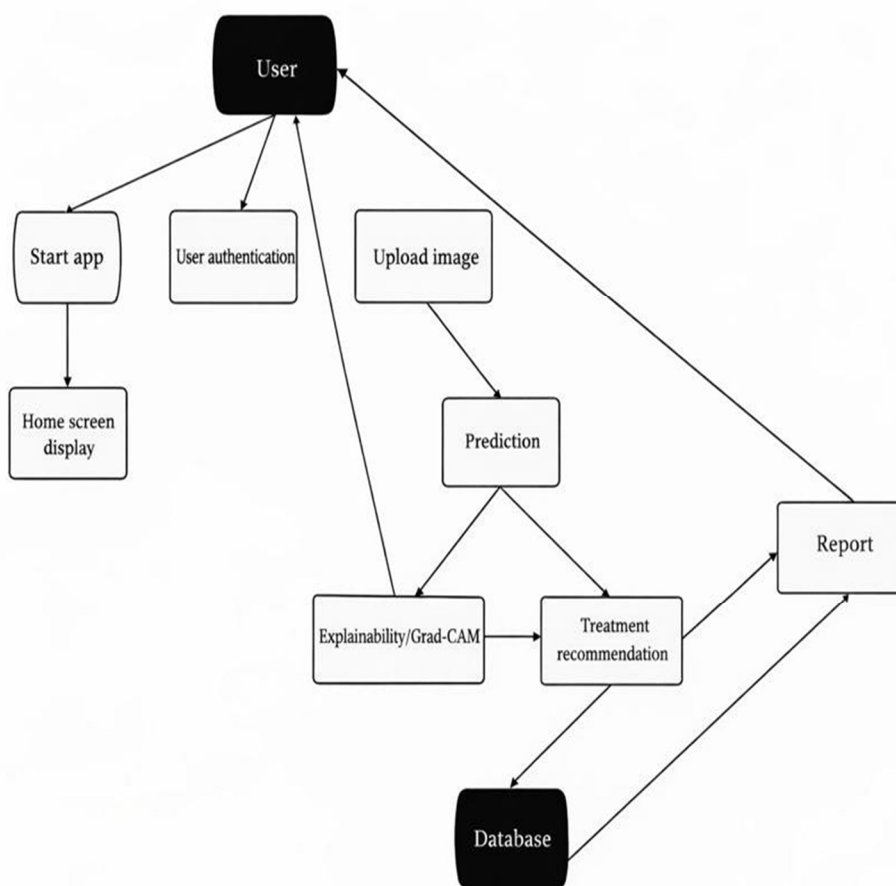 User
Start app
User authentication
Upload image
Home screen
display
Prediction
Report
Explainability/Grad-CAM
Treatment
recommendation
Database